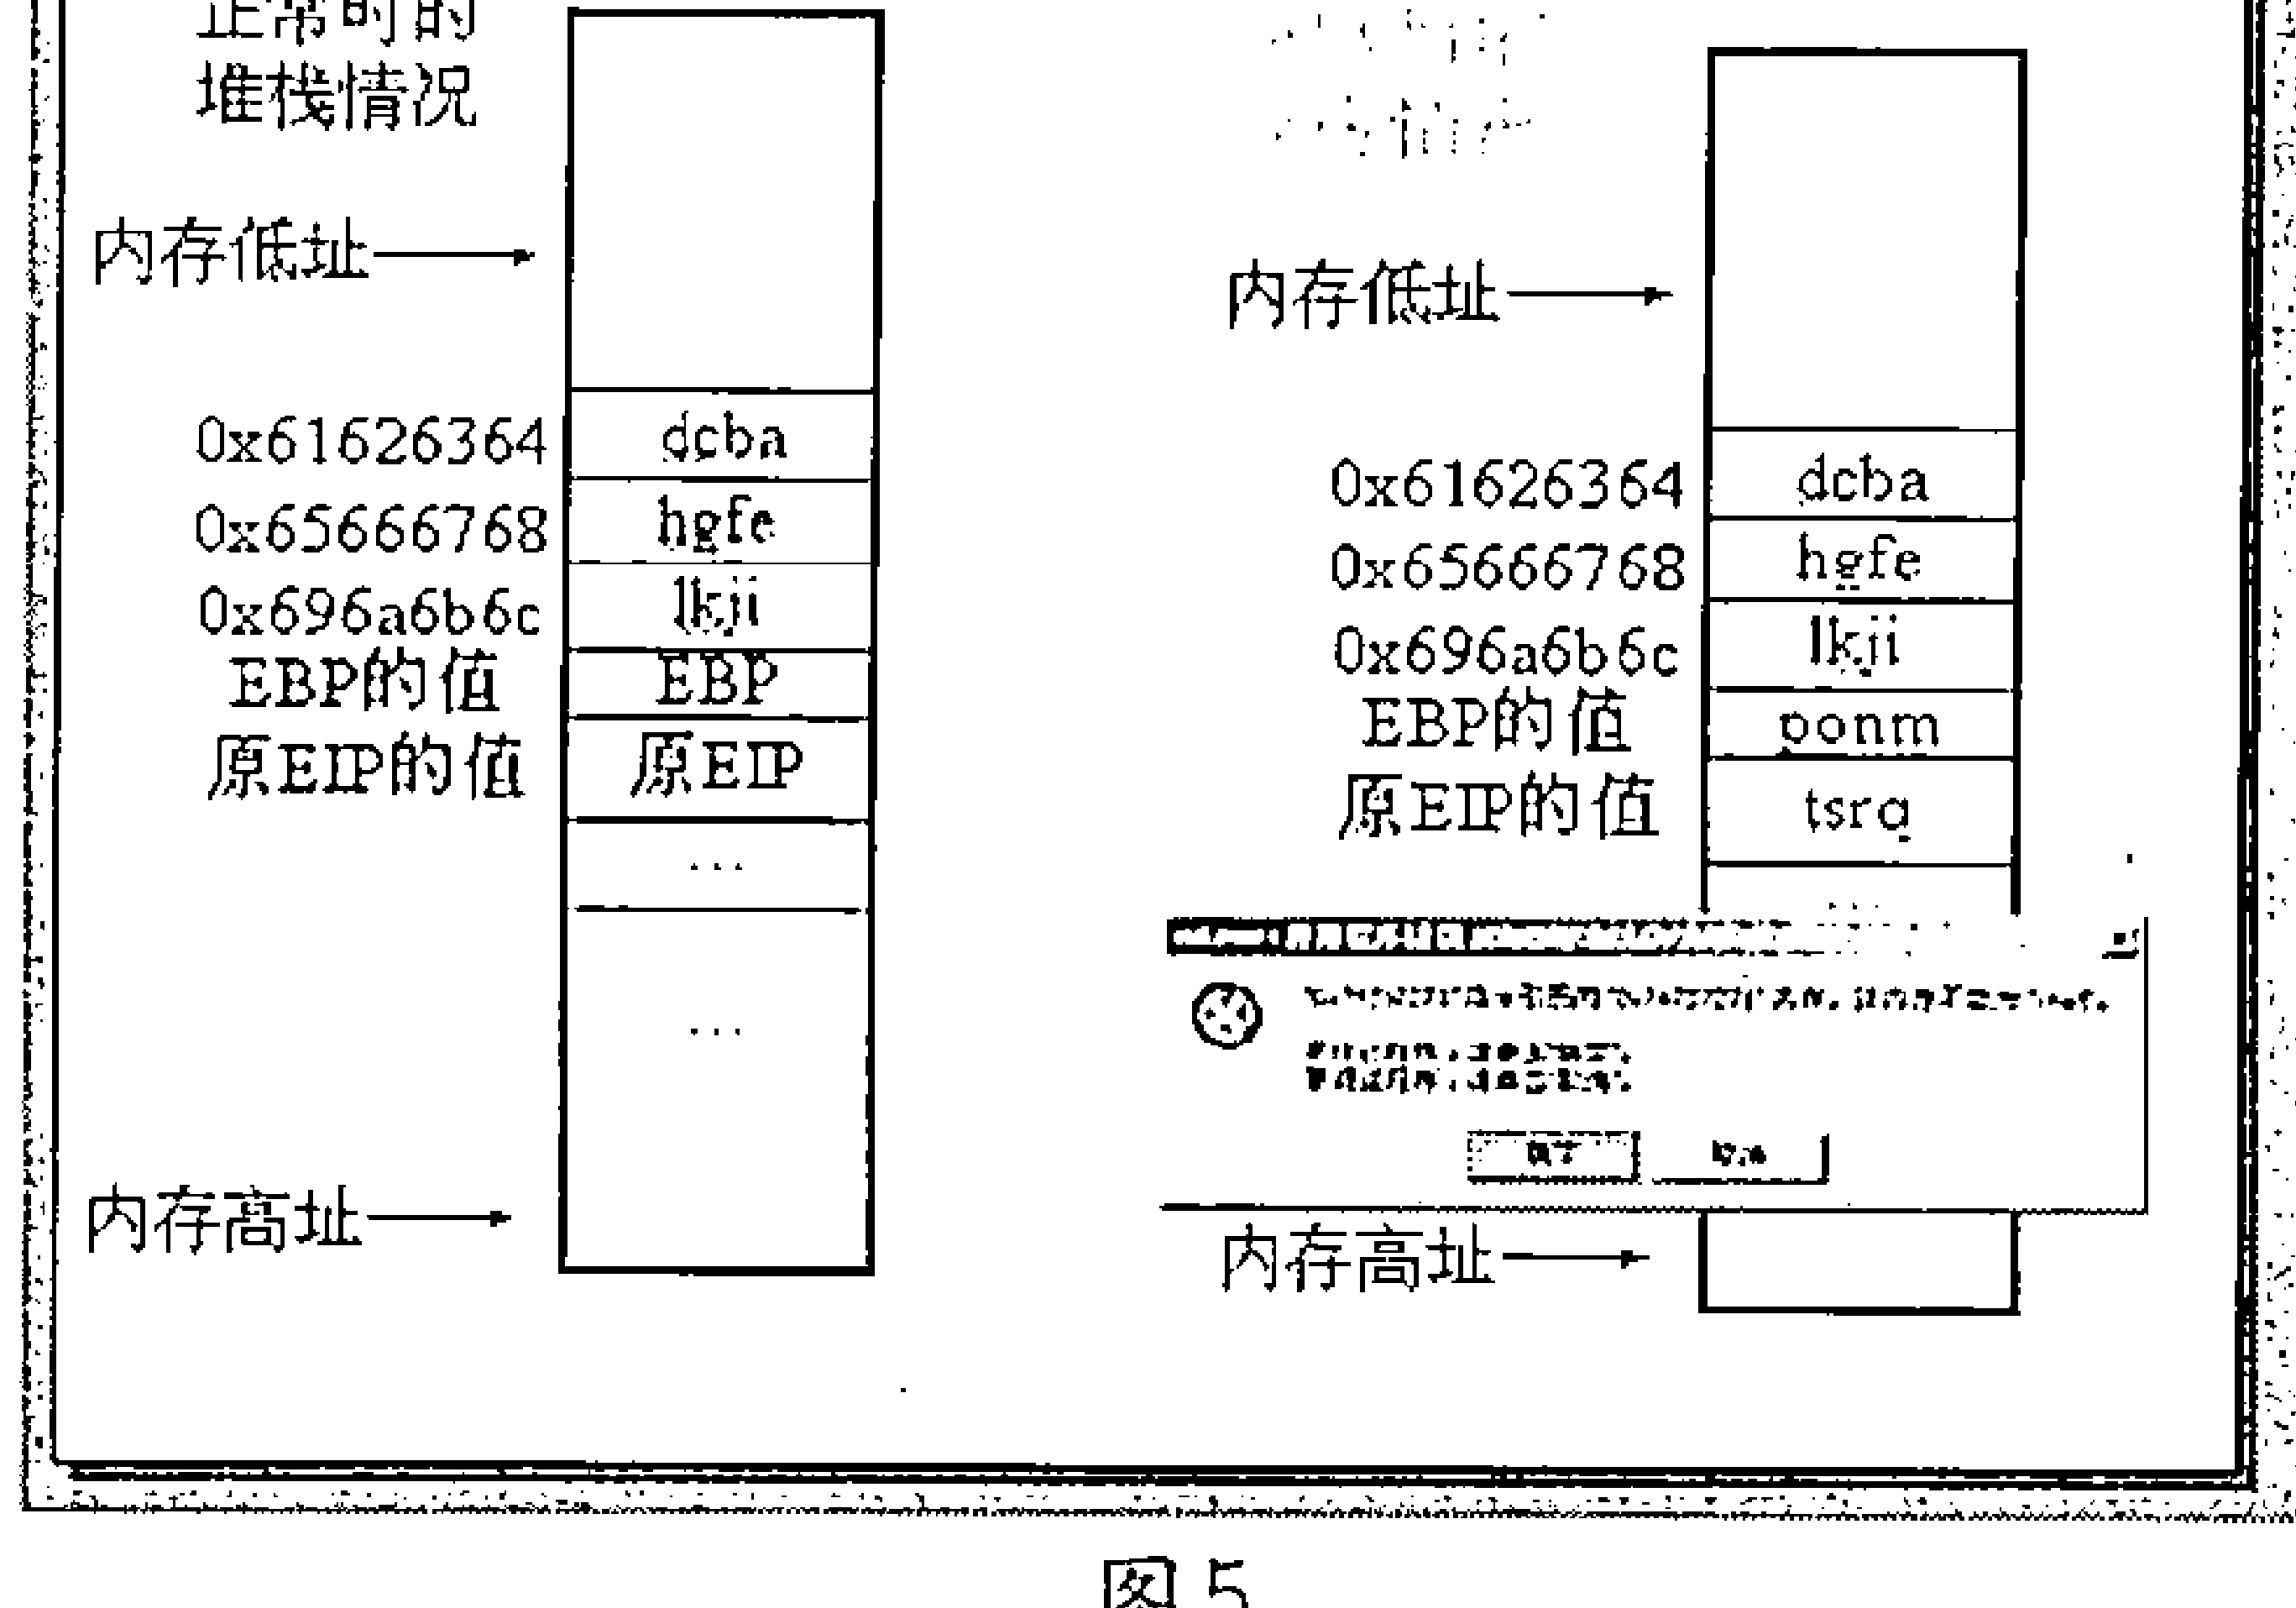 正常时的
堆栈情况
内存低址
0x61626364 dcba
0x65666768 hgfe
0x696a6b6c lkji
EBP的值 EBP
原EIP的值 原EIP
...
...
内存高址
内存低址
0x61626364 dcba
0x65666768 hgfe
0x696a6b6c lkji
EBP的值 ponm
原EIP的值 tsrq
...
内存高址
图 5